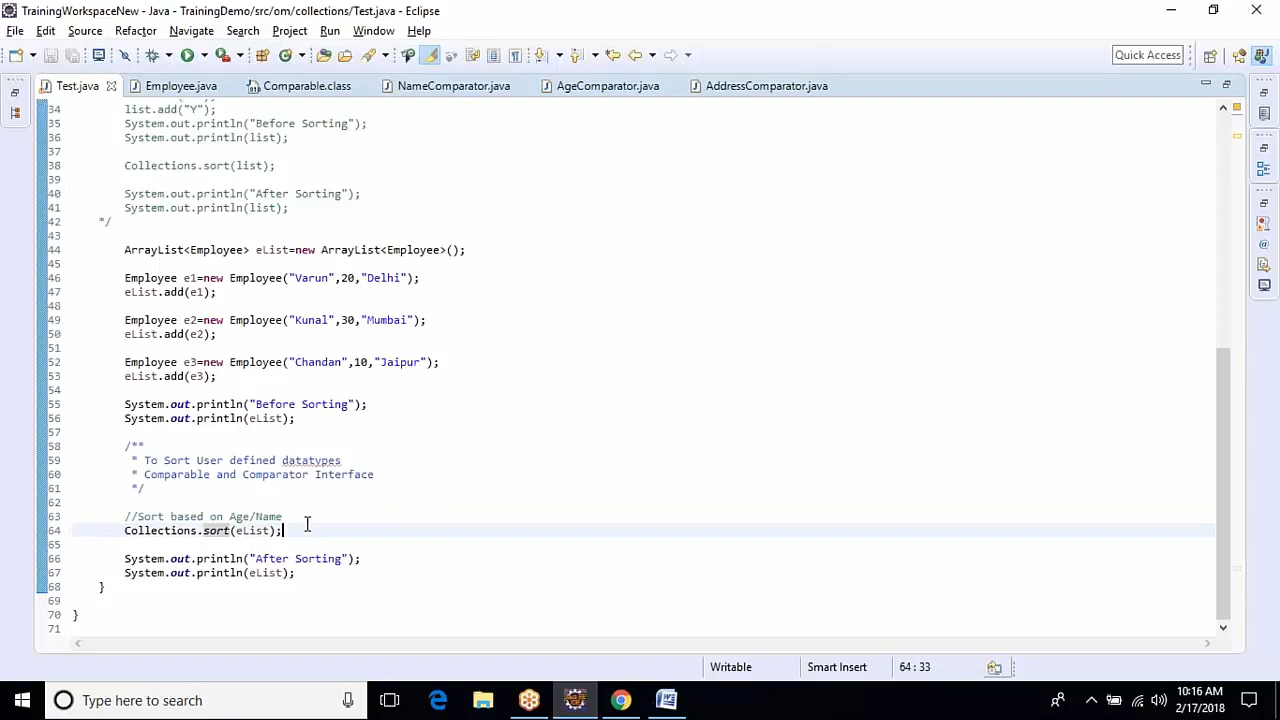 TrainingWorkspaceNew - Java - TrainingDemo/src/om/collections/Test.java - Eclipse
File Edit Source Refactor Navigate Search Project Run Window Help
Quick Access
Test.java Employee.java Comparable.class NameComparator.java AgeComparator.java AddressComparator.java
34 list.add("Y");
35 System.out.println("Before Sorting");
36 System.out.println(list);
37
38 Collections.sort(list);
39
40 System.out.println("After Sorting");
41 System.out.println(list);
42 */
43
44 ArrayList<Employee> eList=new ArrayList<Employee>();
45
46 Employee e1=new Employee("Varun",20,"Delhi");
47 eList.add(e1);
48
49 Employee e2=new Employee("Kunal",30,"Mumbai");
50 eList.add(e2);
51
52 Employee e3=new Employee("Chandan",10,"Jaipur");
53 eList.add(e3);
54
55 System.out.println("Before Sorting");
56 System.out.println(eList);
57
58 /**
59 * To Sort User defined datatypes
60 * Comparable and Comparator Interface
61 */
62
63 //Sort based on Age/Name
64 Collections.sort(eList);
65
66 System.out.println("After Sorting");
67 System.out.println(eList);
68 }
69
70 }
71
Writable Smart Insert 64 : 33
Type here to search
10:16 AM
2/17/2018